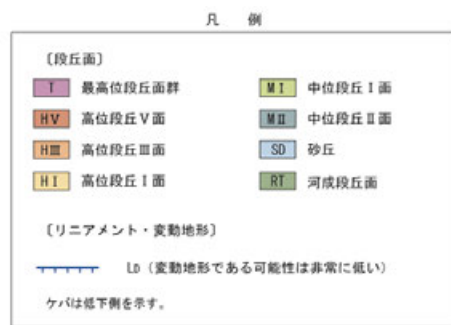 凡 例
〔段丘面〕
T 最高位段丘面群
HⅤ 高位段丘Ⅴ面
HⅢ 高位段丘Ⅲ面
HⅠ 高位段丘Ⅰ面
MⅠ 中位段丘Ⅰ面
MⅡ 中位段丘Ⅱ面
SD 砂丘
RT 河成段丘面
〔リニアメント・変動地形〕
LD（変動地形である可能性は非常に低い）
ケバは低下側を示す。